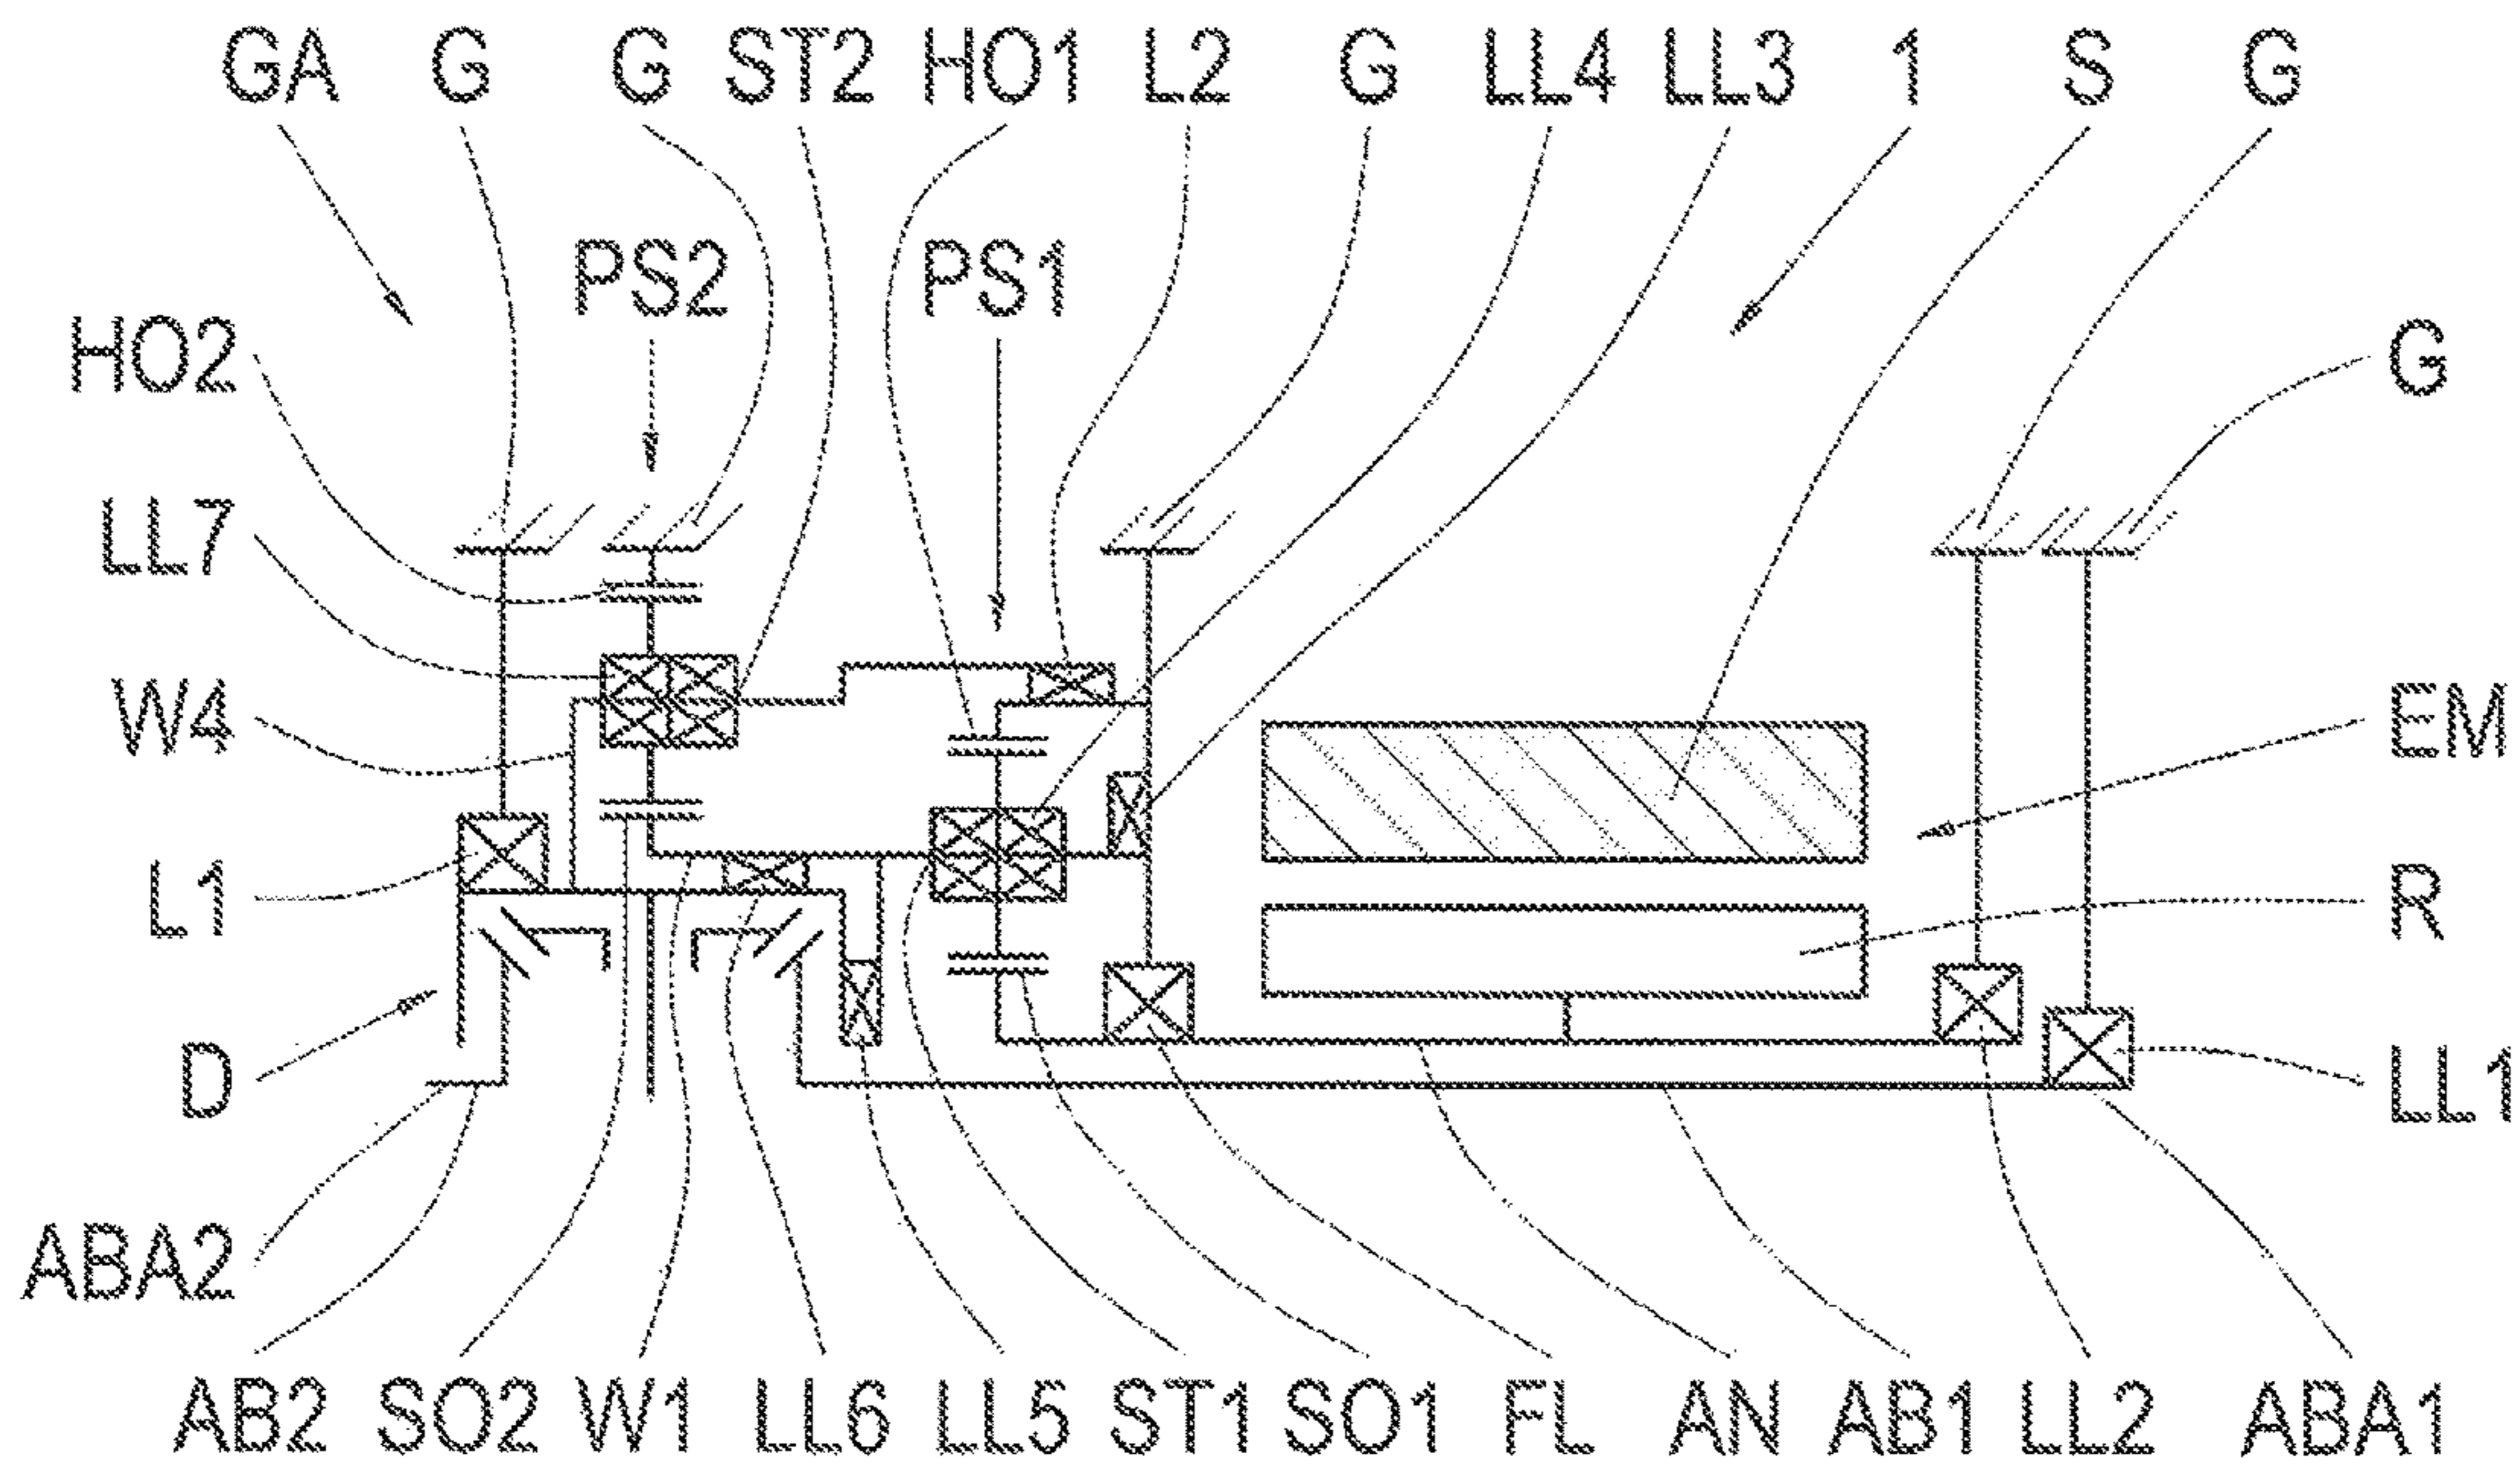 GA G G ST2 HO1 L2 G LL4 LL3 1 S G
PS2 PS1
HO2 G
LL7
W4 EM
L1 R
D LL1
ABA2
AB2 SO2 W1 LL6 LL5 ST1 SO1 FL AN AB1 LL2 ABA1